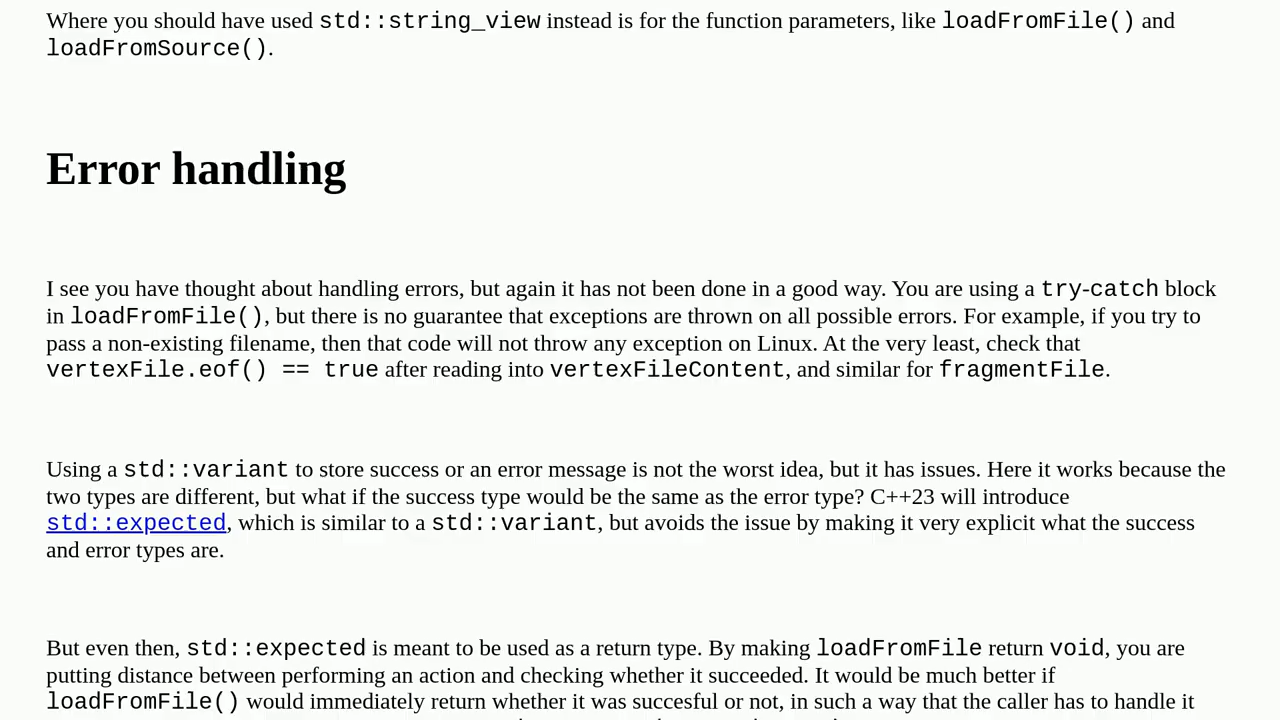 Where you should have used std::string_view instead is for the function parameters, like loadFromFile() and
loadFromSource().
Error handling
I see you have thought about handling errors, but again it has not been done in a good way. You are using a try-catch block
in loadFromFile(), but there is no guarantee that exceptions are thrown on all possible errors. For example, if you try to
pass a non-existing filename, then that code will not throw any exception on Linux. At the very least, check that
vertexFile.eof() == true after reading into vertexFileContent, and similar for fragmentFile.
Using a std::variant to store success or an error message is not the worst idea, but it has issues. Here it works because the
two types are different, but what if the success type would be the same as the error type? C++23 will introduce
std::expected, which is similar to a std::variant, but avoids the issue by making it very explicit what the success
and error types are.
But even then, std::expected is meant to be used as a return type. By making loadFromFile return void, you are
putting distance between performing an action and checking whether it succeeded. It would be much better if
loadFromFile() would immediately return whether it was succesful or not, in such a way that the caller has to handle it